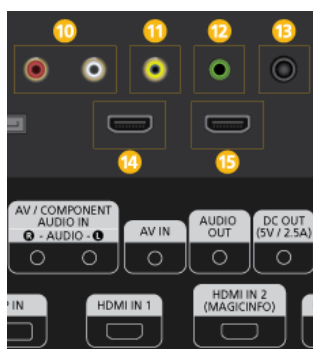 10 11 12 13
14 15
AV / COMPONENT
AUDIO IN
R - AUDIO - L
AV IN
AUDIO
OUT
DC OUT
(5V / 2.5A)
P IN
HDMI IN 1
HDMI IN 2
(MAGICINFO)